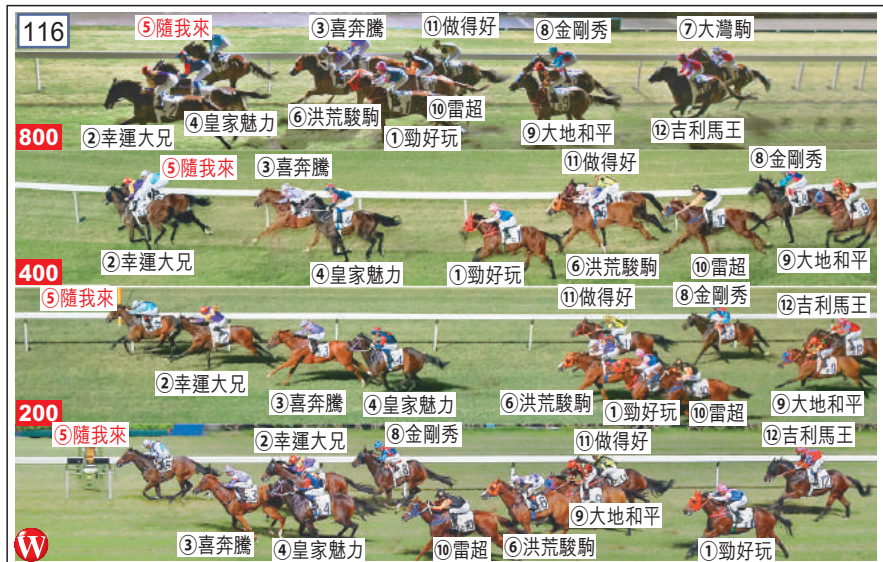 116
⑤隨我來 ③喜奔騰 ⑪做得好 ⑧金剛秀 ⑦大灣駒
800 ②幸運大兄 ④皇家魅力 ⑥洪荒駿駒 ①勁好玩 ⑩雷超 ⑨大地和平 ⑫吉利馬王
⑤隨我來 ③喜奔騰 ⑪做得好 ⑧金剛秀
400 ②幸運大兄 ④皇家魅力 ①勁好玩 ⑥洪荒駿駒 ⑩雷超 ⑨大地和平
⑤隨我來 ⑪做得好 ⑧金剛秀 ⑫吉利馬王
200 ②幸運大兄 ③喜奔騰 ④皇家魅力 ⑥洪荒駿駒 ①勁好玩 ⑩雷超 ⑨大地和平
⑤隨我來 ②幸運大兄 ⑧金剛秀 ⑪做得好 ⑫吉利馬王
W ③喜奔騰 ④皇家魅力 ⑩雷超 ⑥洪荒駿駒 ⑨大地和平 ①勁好玩